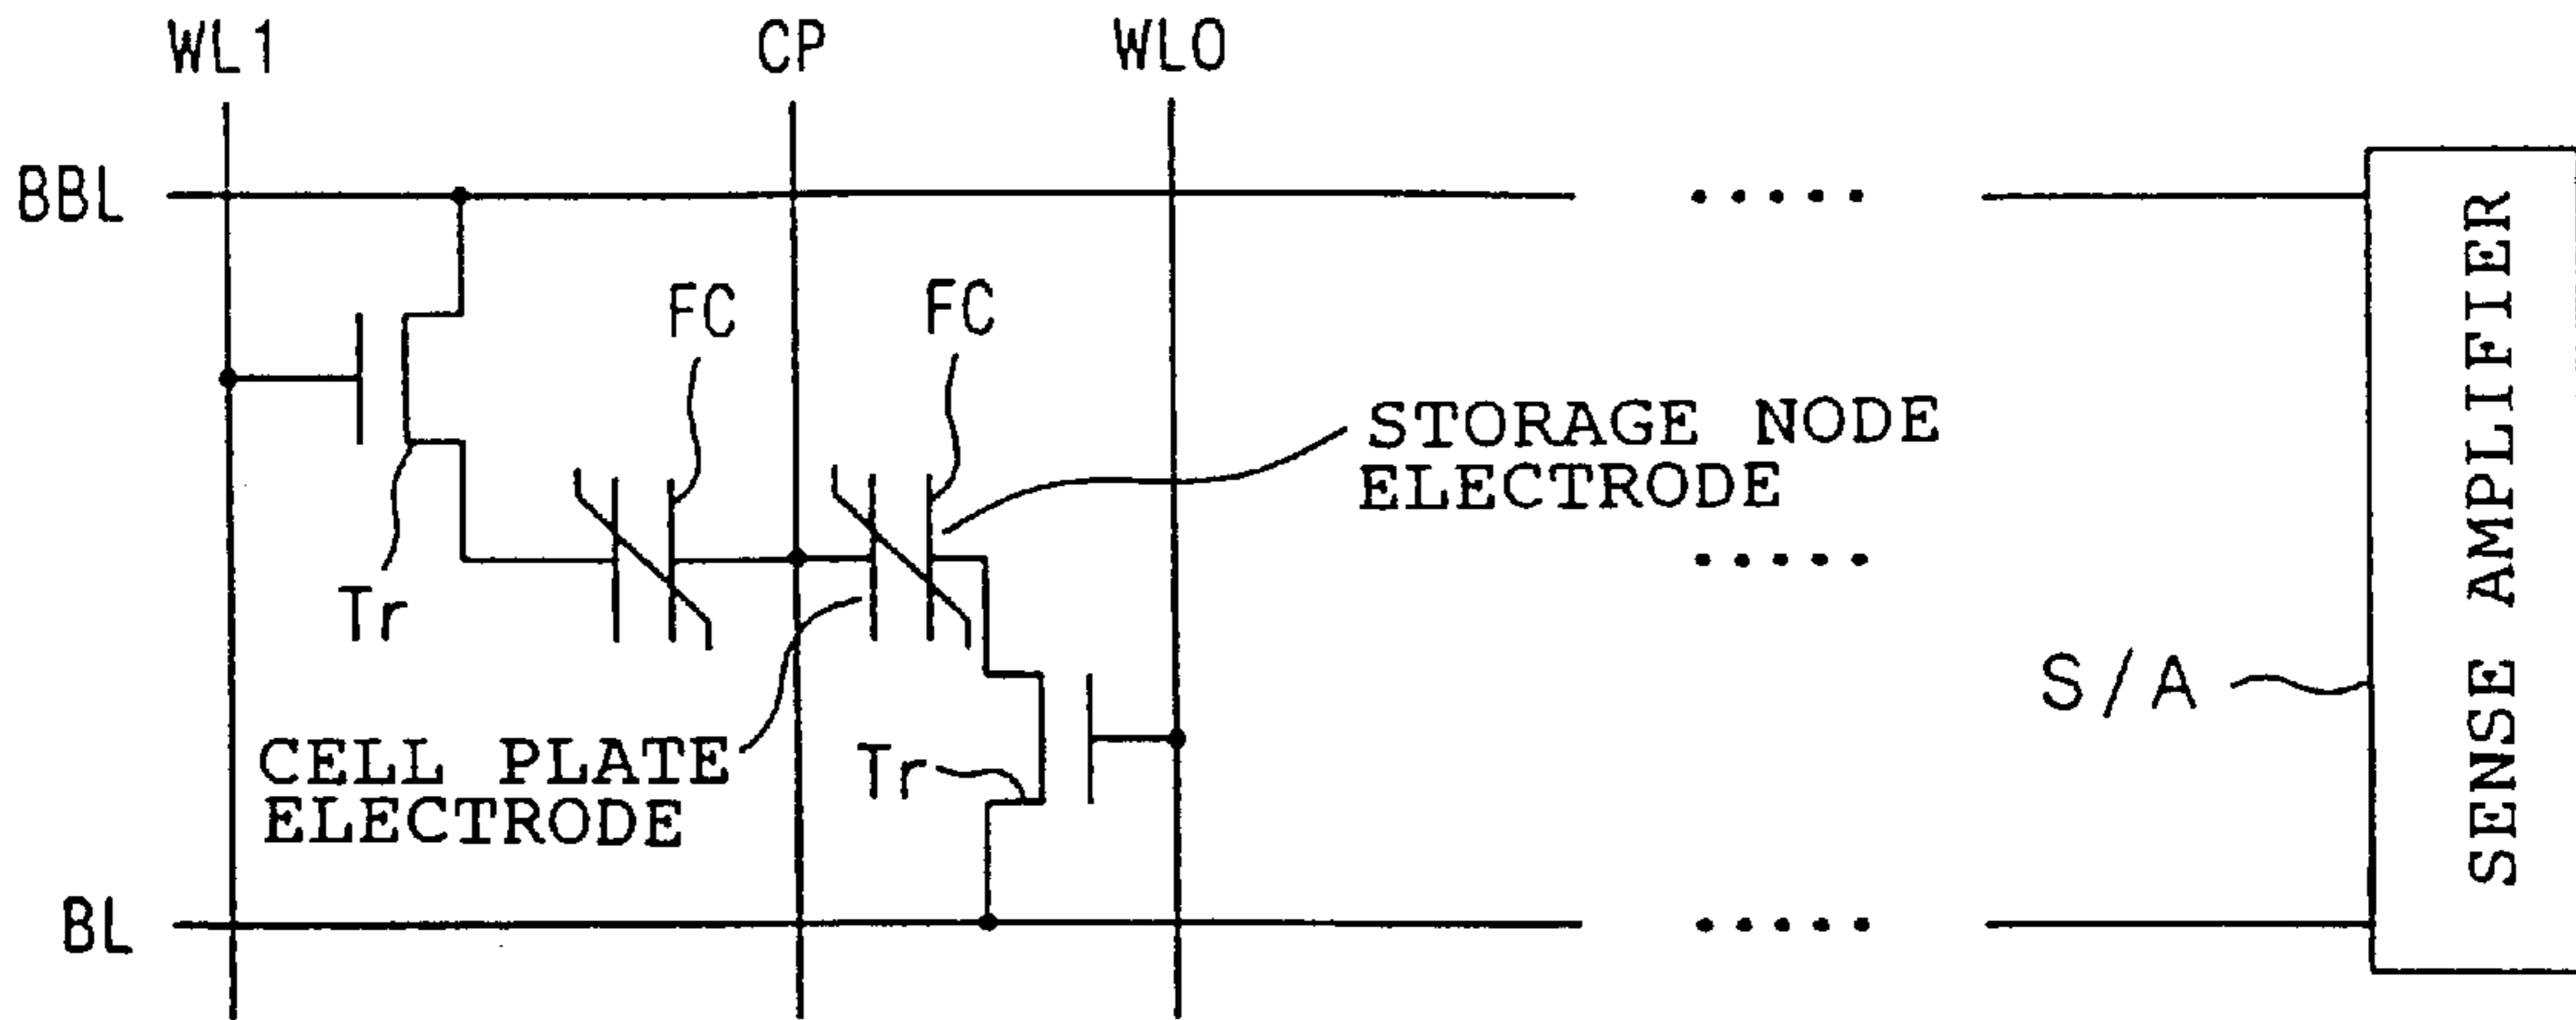 WL1
CP
WL0
BBL
FC
FC
STORAGE NODE
ELECTRODE
Tr
S/A
CELL PLATE
ELECTRODE
Tr
BL
SENSE AMPLIFIER